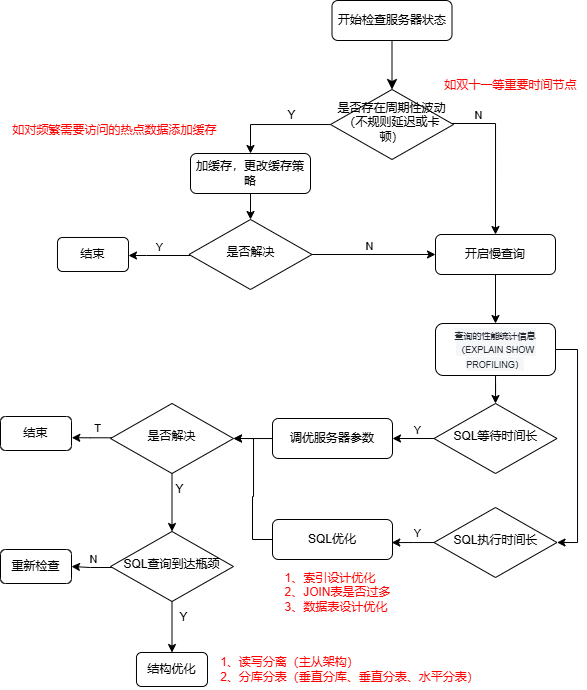 开始检查服务器状态
如双十一等重要时间节点
是否存在周期性波动
(不规则延迟或卡
顿)
Y
N
如对频繁需要访问的热点数据添加缓存
加缓存，更改缓存策
略
是否解决
Y
N
结束
开启慢查询
查询的性能统计信息
（EXPLAIN SHOW
PROFILING）
SQL等待时间长
Y
调优服务器参数
是否解决
T
结束
Y
SQL执行时间长
Y
SQL优化
1、索引设计优化
2、JOIN表是否过多
3、数据表设计优化
SQL查询到达瓶颈
N
重新检查
Y
结构优化
1、读写分离（主从架构）
2、分库分表（垂直分库、垂直分表、水平分表）